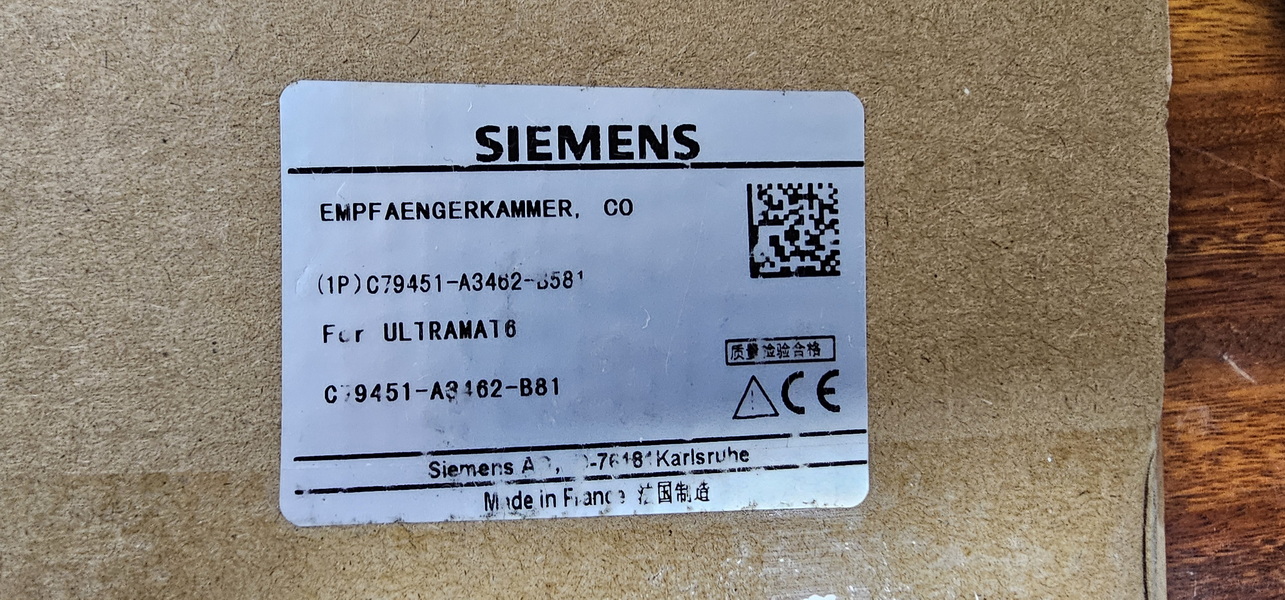 SIEMENS
EMPFAENGERKAMMER, CO
(1P)C79451-A3462-B581
For ULTRAMAT6
C79451-A3462-B81
质量检验合格
CE
Siemens AG, D-76181 Karlsruhe
Made in France 法国制造